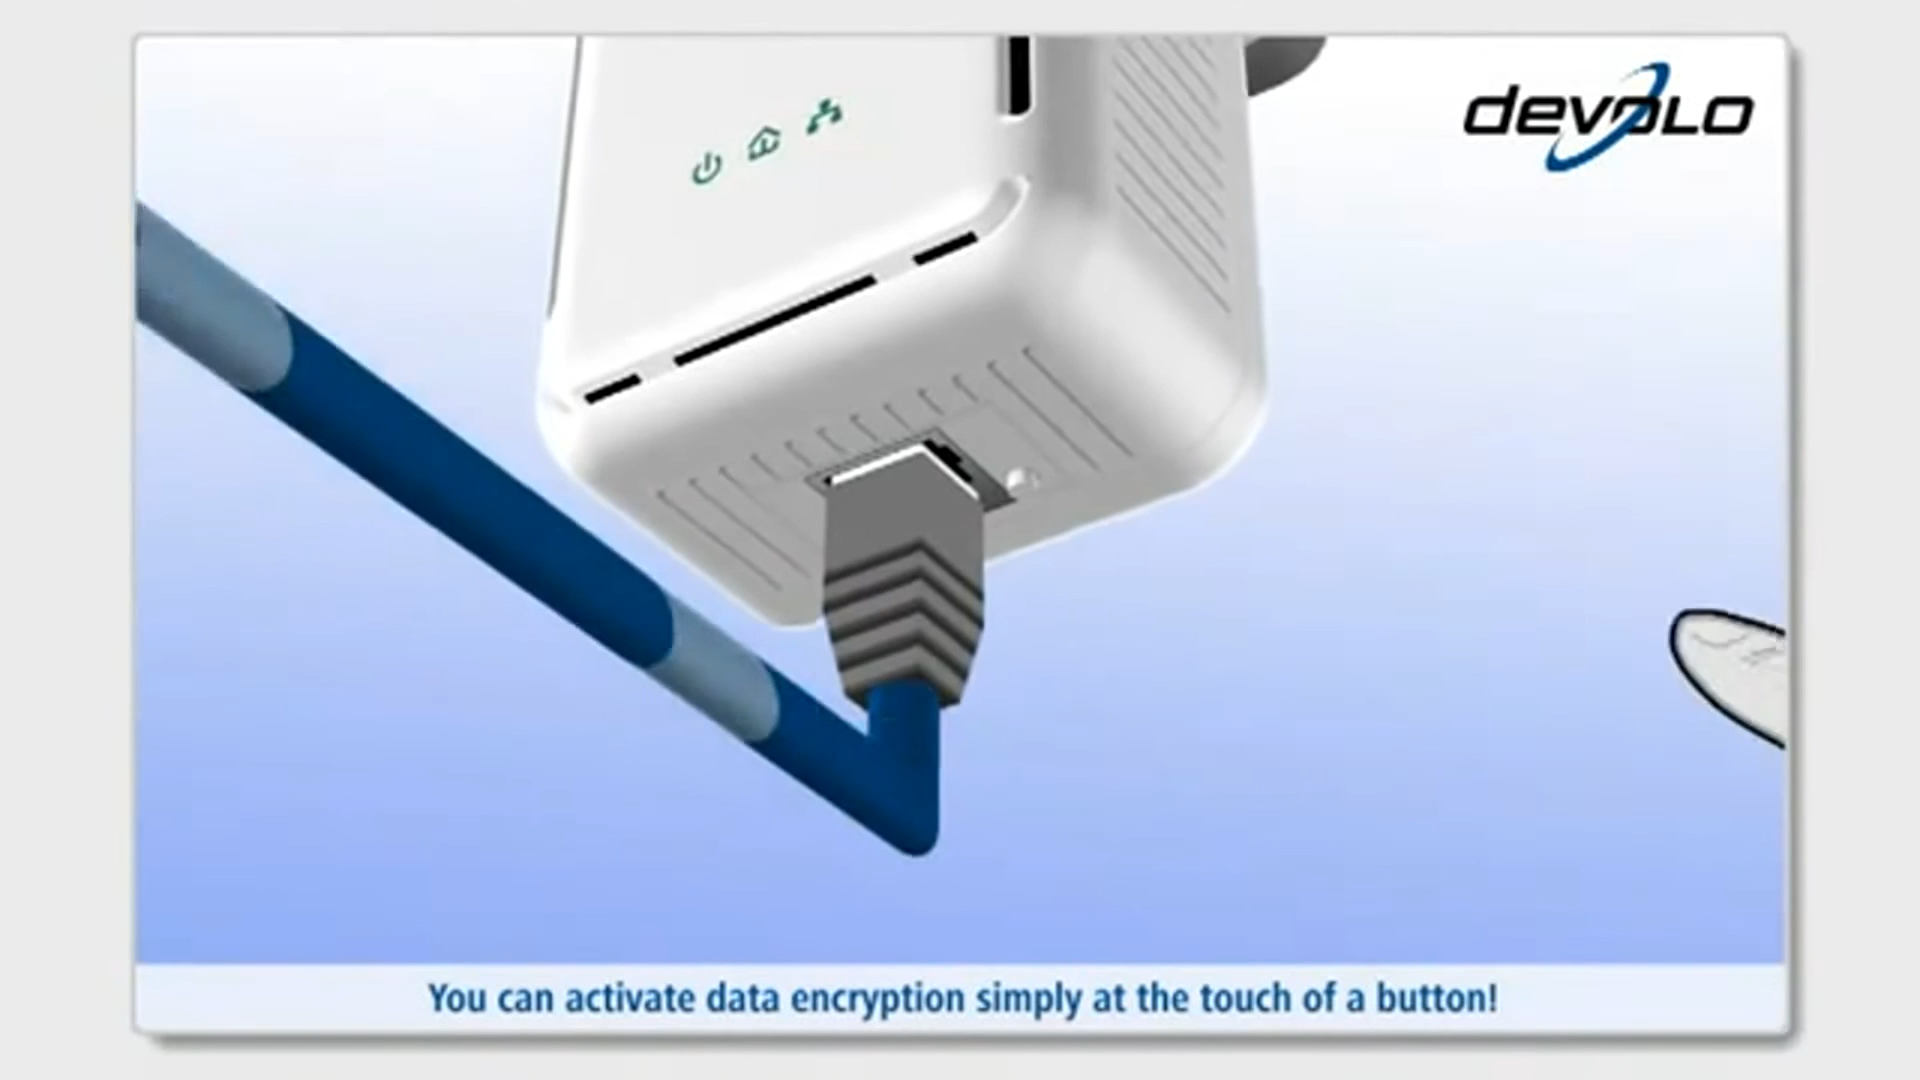 devolo
You can activate data encryption simply at the touch of a button!